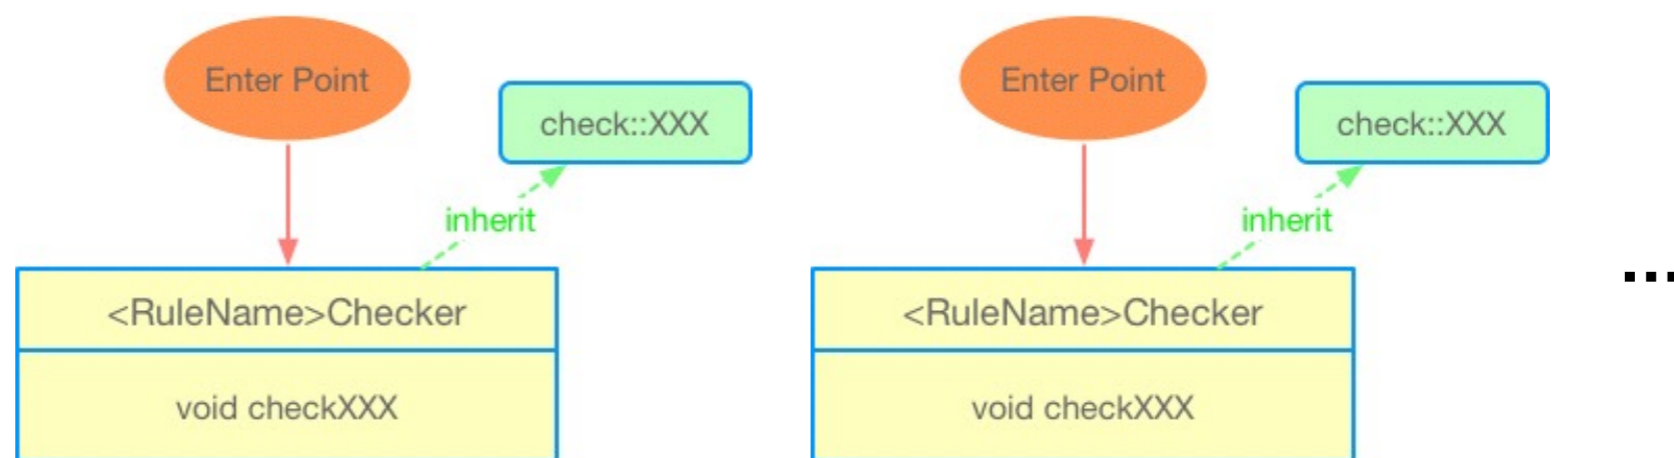 Enter Point
check::XXX
inherit
<RuleName>Checker
void checkXXX
Enter Point
check::XXX
inherit
<RuleName>Checker
void checkXXX
...